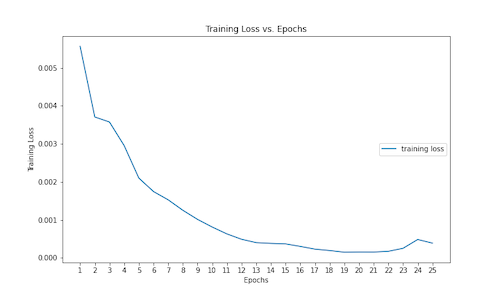 Training Loss vs. Epochs
0.005
0.004
0.003
0.002
0.001
0.000
Training Loss
training loss
1 2 3 4 5 6 7 8 9 10 11 12 13 14 15 16 17 18 19 20 21 22 23 24 25
Epochs